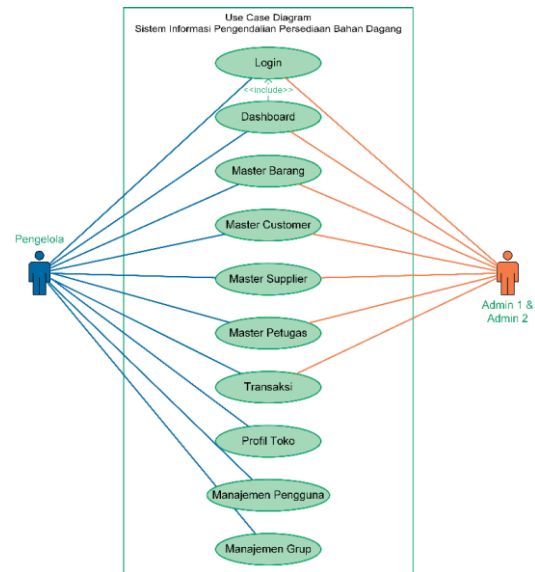 Use Case Diagram
Sistem Informasi Pengendalian Persediaan Bahan Dagang
Login
<<include>>
Dashboard
Master Barang
Master Customer
Pengelola
Master Supplier
Admin 1 &
Admin 2
Master Petugas
Transaksi
Profil Toko
Manajemen Pengguna
Manajemen Grup